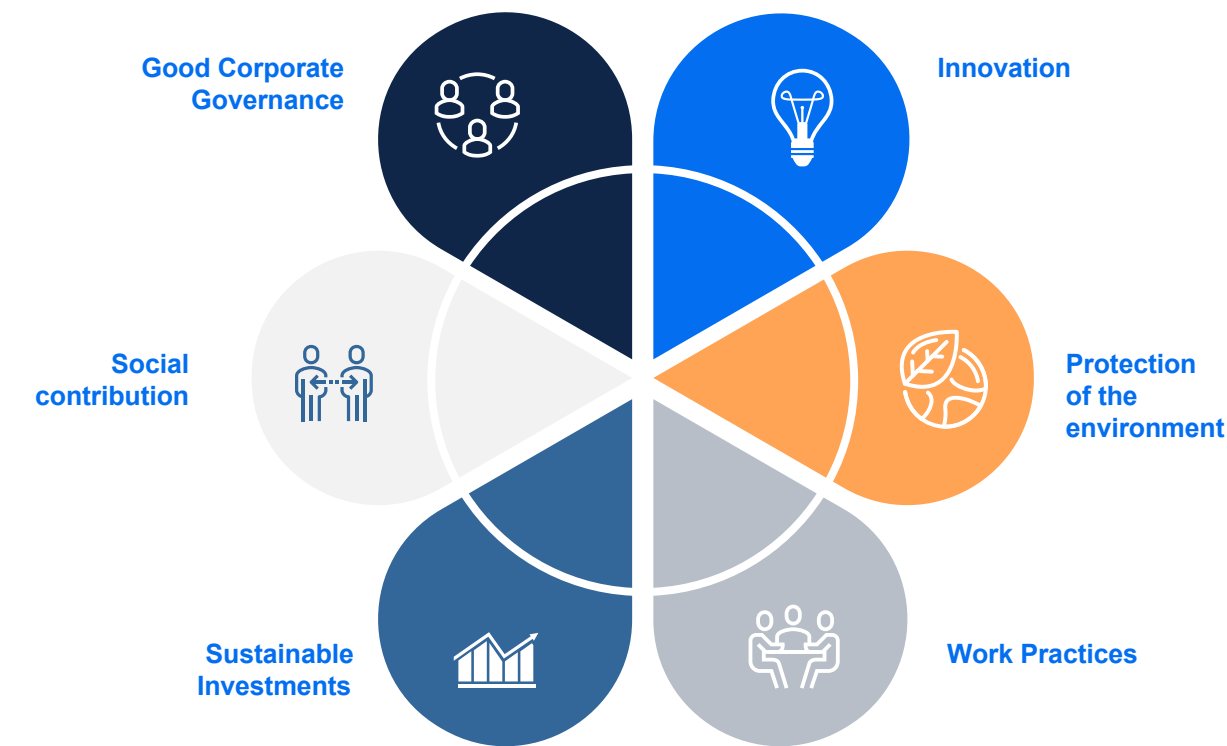 Good Corporate
Governance
Innovation
Social
contribution
Protection
of the
environment
Sustainable
Investments
Work Practices